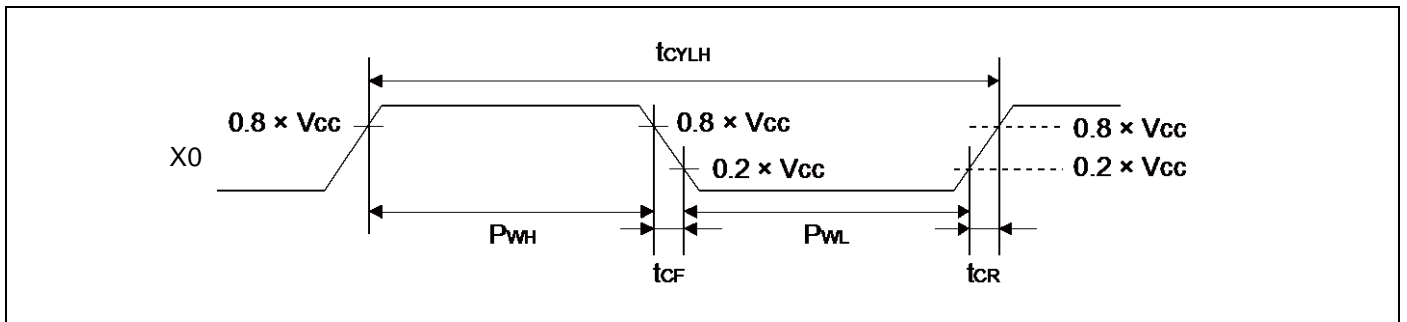 tCYLH
0.8 × Vcc
0.8 × Vcc
0.8 × Vcc
X0
0.2 × Vcc
0.2 × Vcc
PWH
PWL
tCF
tCR